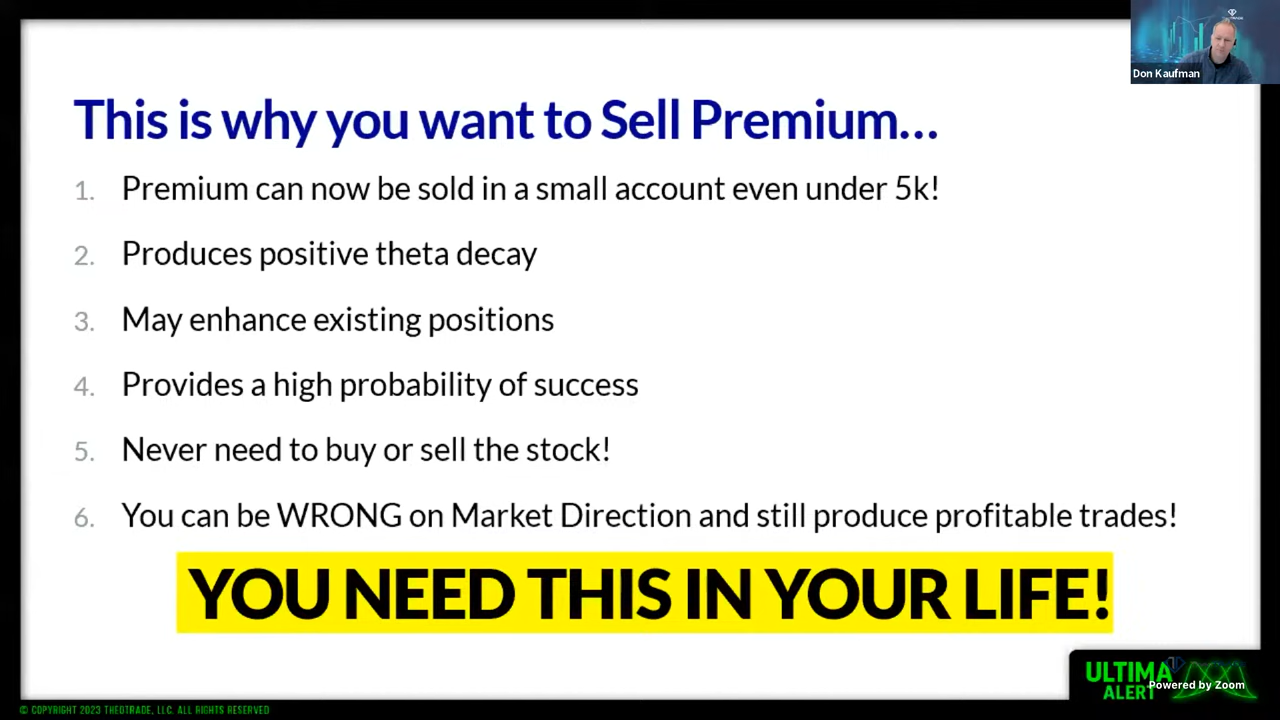 Don Kaufman
This is why you want to Sell Premium...
1. Premium can now be sold in a small account even under 5k!
2. Produces positive theta decay
3. May enhance existing positions
4. Provides a high probability of success
5. Never need to buy or sell the stock!
6. You can be WRONG on Market Direction and still produce profitable trades!
YOU NEED THIS IN YOUR LIFE!
ULTIMA
ALERT
Powered by Zoom
© COPYRIGHT 2023 THEOTRADE, LLC. ALL RIGHTS RESERVED